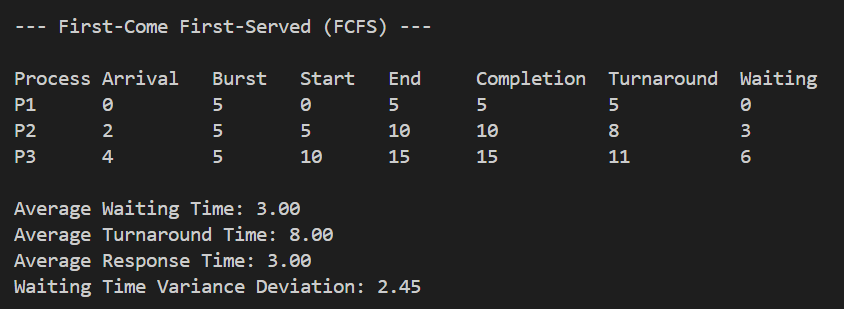 --- First-Come First-Served (FCFS) ---
Process Arrival Burst Start End Completion Turnaround Waiting
P1 0 5 0 5 5 5 0
P2 2 5 5 10 10 8 3
P3 4 5 10 15 15 11 6
Average Waiting Time: 3.00
Average Turnaround Time: 8.00
Average Response Time: 3.00
Waiting Time Variance Deviation: 2.45